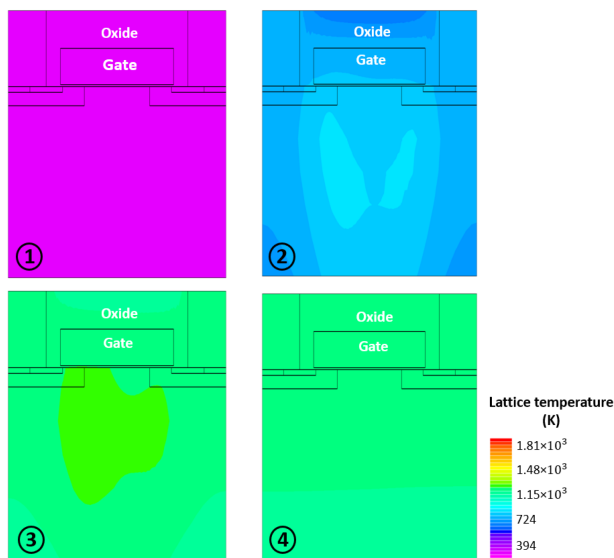 Oxide
Gate
①
Oxide
Gate
②
Oxide
Gate
③
Oxide
Gate
④
Lattice temperature
(K)
1.81×10³
1.48×10³
1.15×10³
724
394